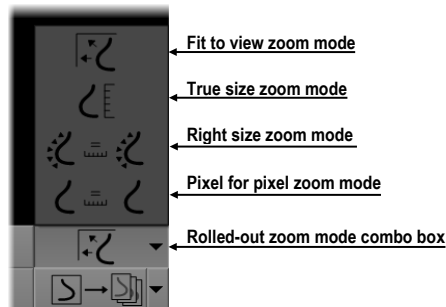 Fit to view zoom mode
True size zoom mode
Right size zoom mode
Pixel for pixel zoom mode
Rolled-out zoom mode combo box